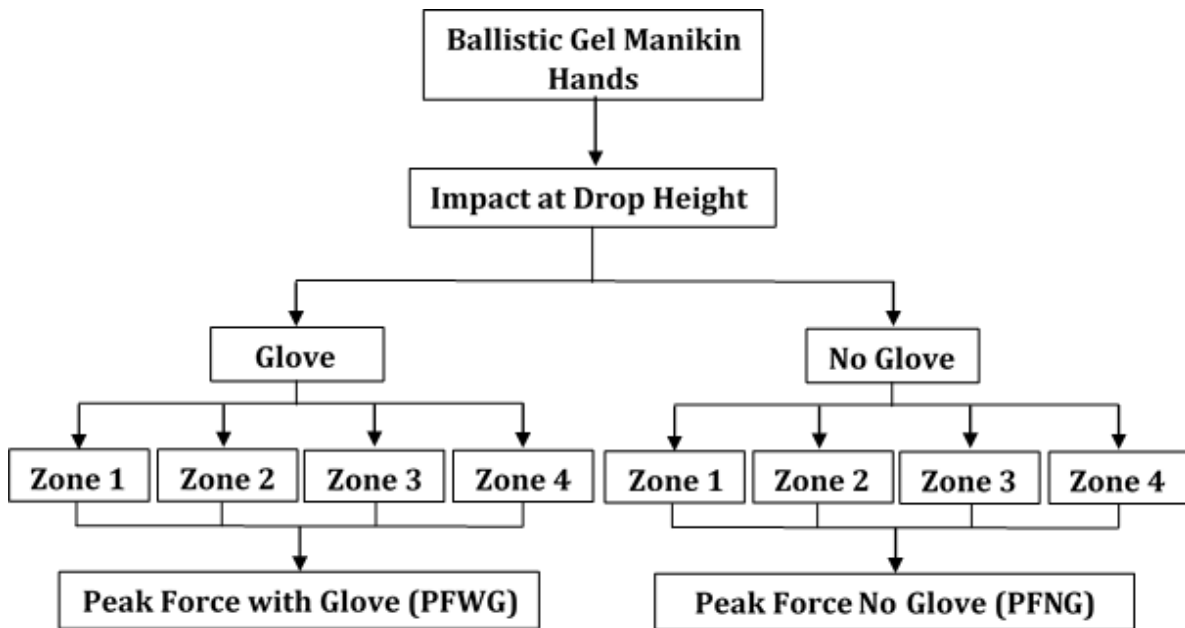 Ballistic Gel Manikin
Hands
Impact at Drop Height
Glove
No Glove
Zone 1
Zone 2
Zone 3
Zone 4
Zone 1
Zone 2
Zone 3
Zone 4
Peak Force with Glove (PFWG)
Peak Force No Glove (PFNG)